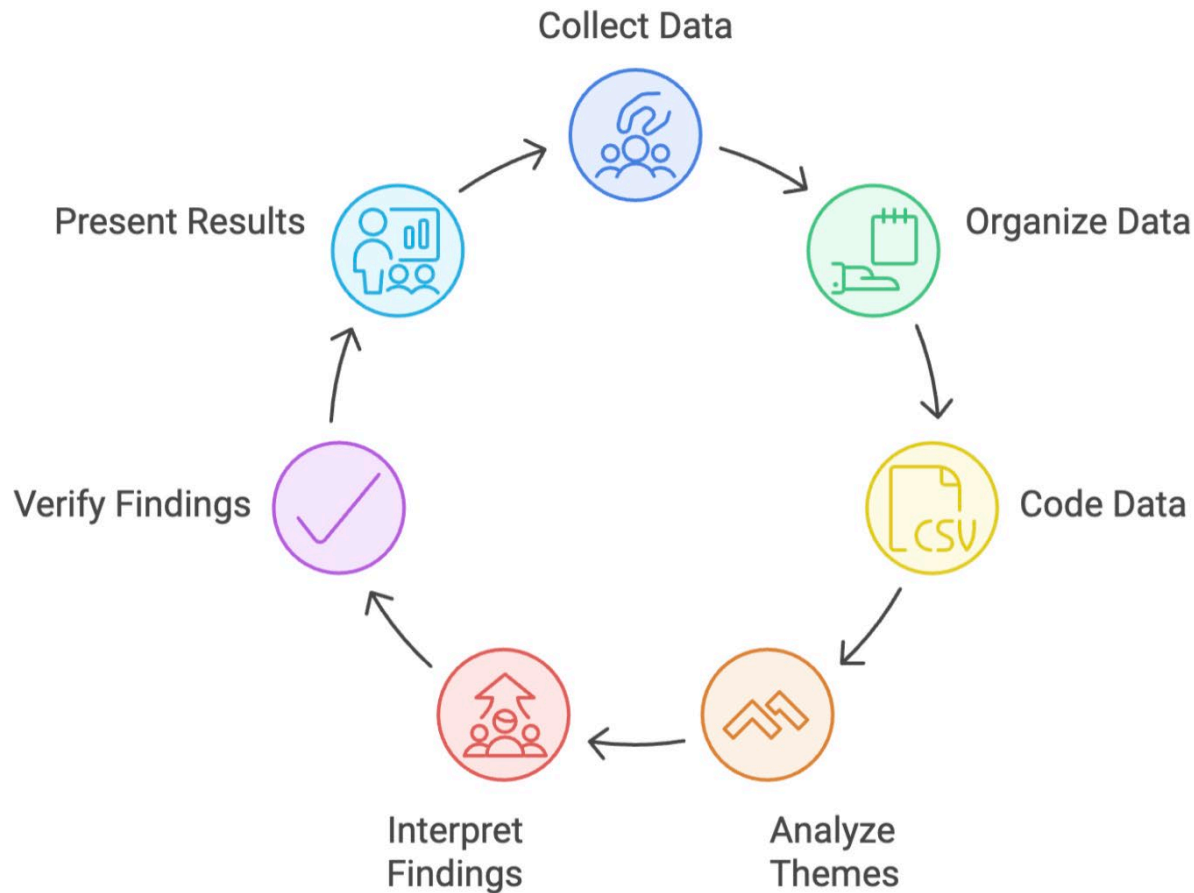 Collect Data
Present Results
Organize Data
Verify Findings
CSV
Code Data
Interpret
Findings
Analyze
Themes